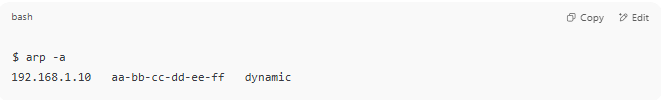 bash Copy Edit
$ arp -a
192.168.1.10 aa-bb-cc-dd-ee-ff dynamic